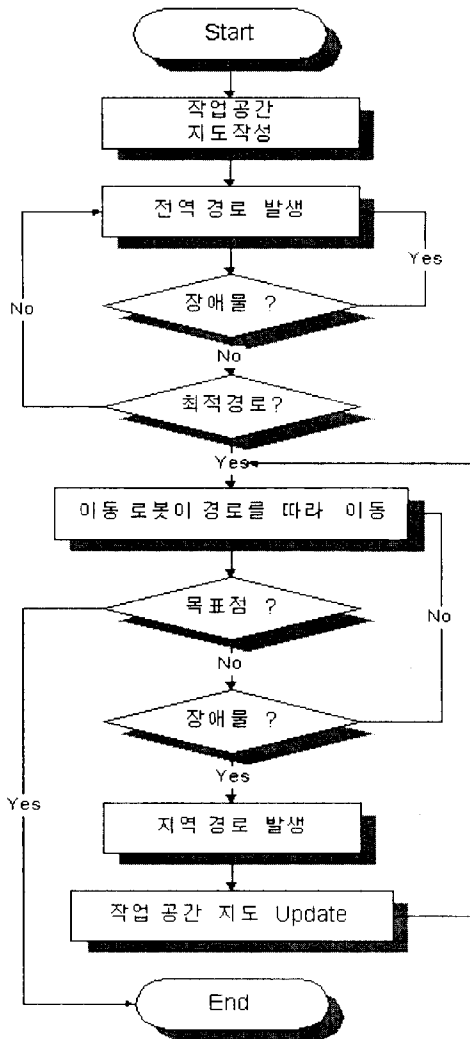 Start
작업공간
지도작성
전역 경로 발생
Yes
No
장애물 ?
No
최적경로?
Yes
이동 로봇이 경로를 따라 이동
목표점 ?
No
No
장애물 ?
Yes
Yes
지역 경로 발생
작업 공간 지도 Update
End